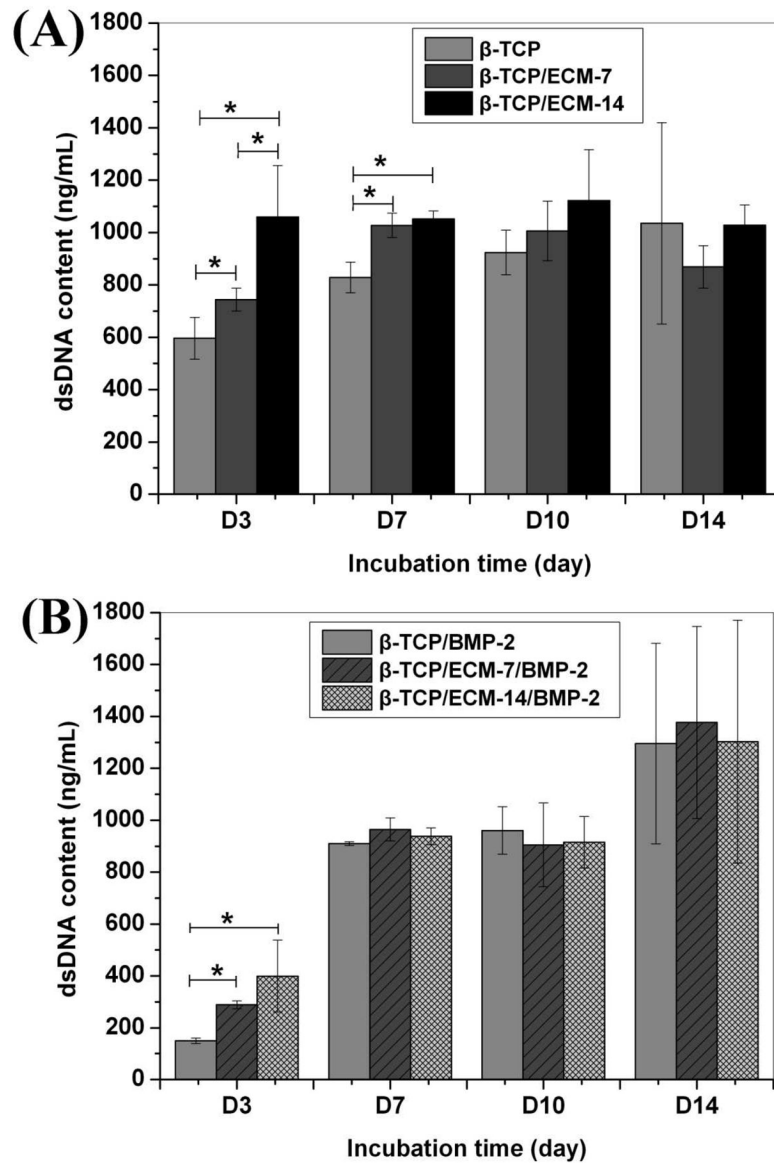 (A)
1800
1600
1400
1200
1000
800
600
400
200
0
dsDNA content (ng/mL)
β-TCP
β-TCP/ECM-7
β-TCP/ECM-14
*
*
*
*
*
D3 D7 D10 D14
Incubation time (day)
(B)
1800
1600
1400
1200
1000
800
600
400
200
0
dsDNA content (ng/mL)
β-TCP/BMP-2
β-TCP/ECM-7/BMP-2
β-TCP/ECM-14/BMP-2
*
*
D3 D7 D10 D14
Incubation time (day)